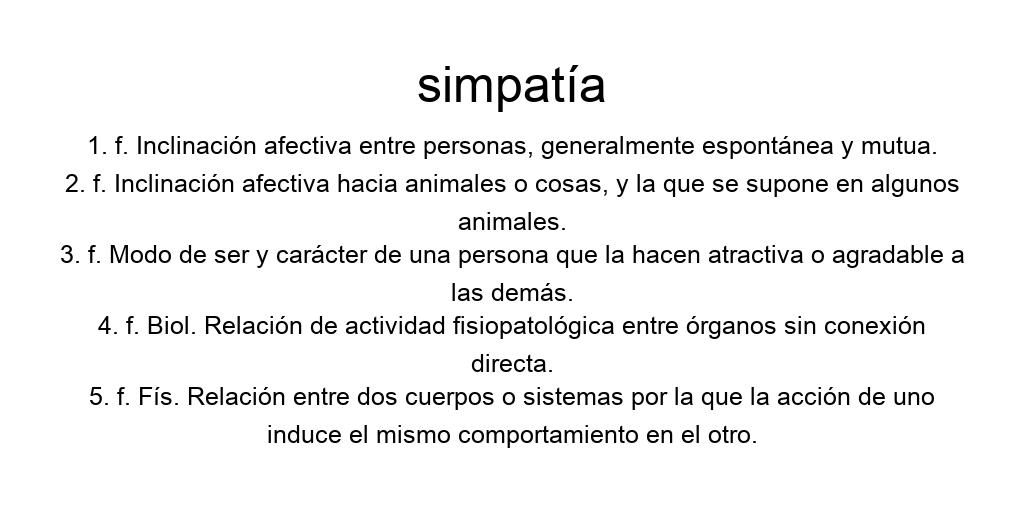 simpatía
1. f. Inclinación afectiva entre personas, generalmente espontánea y mutua.
2. f. Inclinación afectiva hacia animales o cosas, y la que se supone en algunos
animales.
3. f. Modo de ser y carácter de una persona que la hacen atractiva o agradable a
las demás.
4. f. Biol. Relación de actividad fisiopatológica entre órganos sin conexión
directa.
5. f. Fís. Relación entre dos cuerpos o sistemas por la que la acción de uno
induce el mismo comportamiento en el otro.